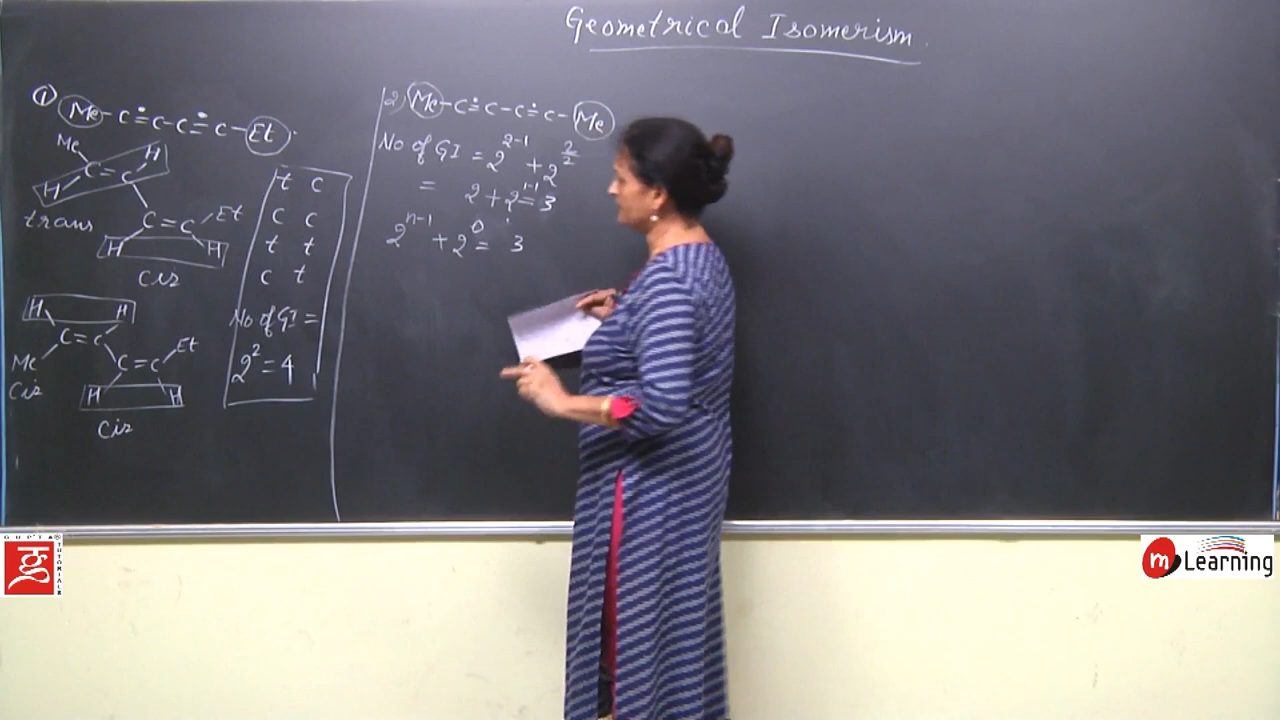 Geometrical Isomerism.
① Me-C=C-C=C-Et
Me
H
C=C
H
trans
C=C
Et
H
H
Cis
H
H
C=C
Me
Cis
C=C
Et
H
H
Cis
t c
c c
t t
c t
No of GI =
2² = 4
2) Me-C=C-C=C-Me
No of GI = 2^(2-1) + 2^(2/2
= 2 + 2^(1-1) = 3
2^(n-1) + 2^0 = 3
GUPTA®
TUTORIALS
m Learning